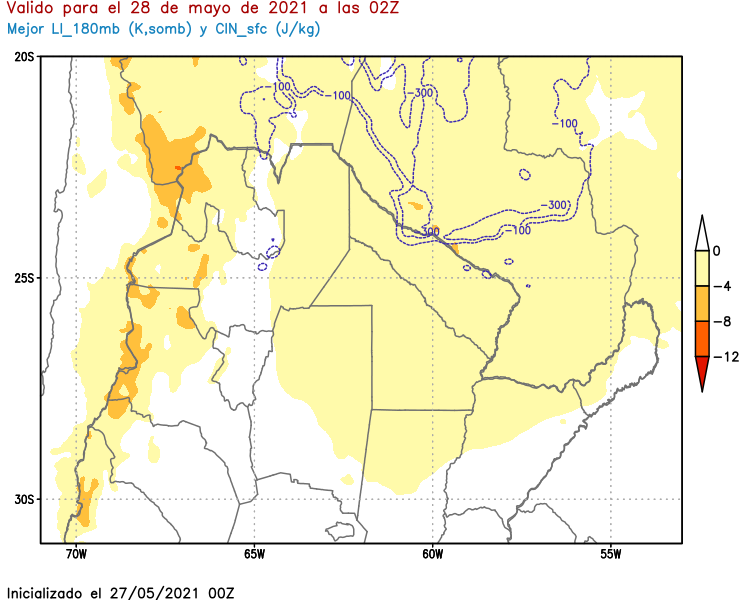 Valido para el 28 de mayo de 2021 a las 02Z
Mejor LI_180mb (K,somb) y CIN_sfc (J/kg)
20S
25S
30S
70W
65W
60W
55W
-100
-100
-300
-100
-300
-100
-300
0
-4
-8
-12
Inicializado el 27/05/2021 00Z